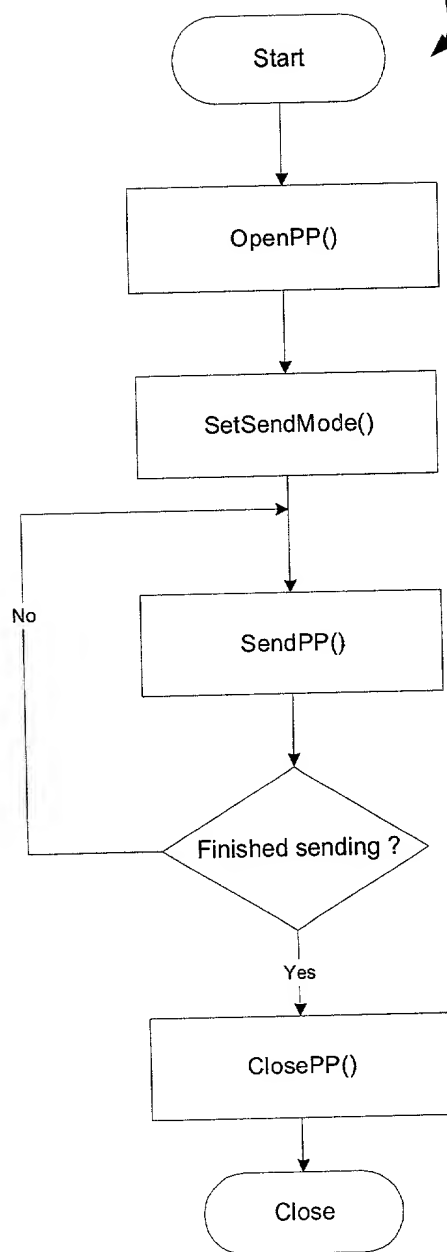 Start
OpenPP()
SetSendMode()
No
SendPP()
Finished sending ?
Yes
ClosePP()
Close